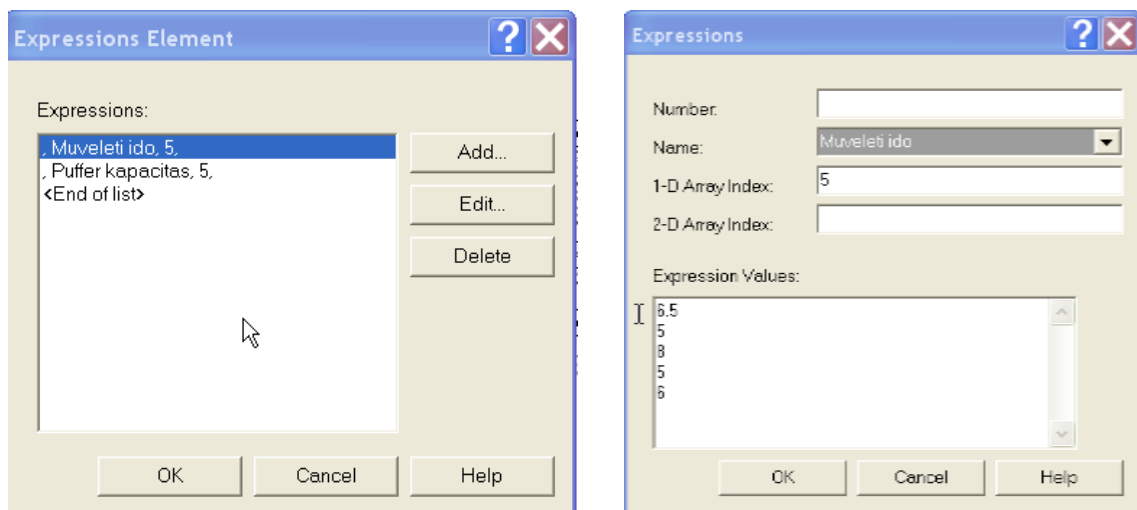 Expressions Element
Expressions:
, Muveleti ido, 5,
, Puffer kapacitas, 5,
<End of list>
Add...
Edit...
Delete
OK
Cancel
Help
Expressions
Number:
Name:
Muveleti ido
1-D Array Index:
5
2-D Array Index:
Expression Values:
6.5
5
8
5
6
OK
Cancel
Help